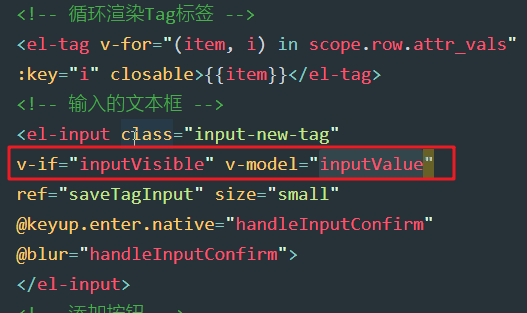 <!-- 循环渲染Tag标签 -->
<el-tag v-for="(item, i) in scope.row.attr_vals"
:key="i" closable>{{item}}</el-tag>
<!-- 输入的文本框 -->
<el-input class="input-new-tag"
v-if="inputVisible" v-model="inputValue"
ref="saveTagInput" size="small"
@keyup.enter.native="handleInputConfirm"
@blur="handleInputConfirm">
</el-input>
<!-- 添加按钮 -->